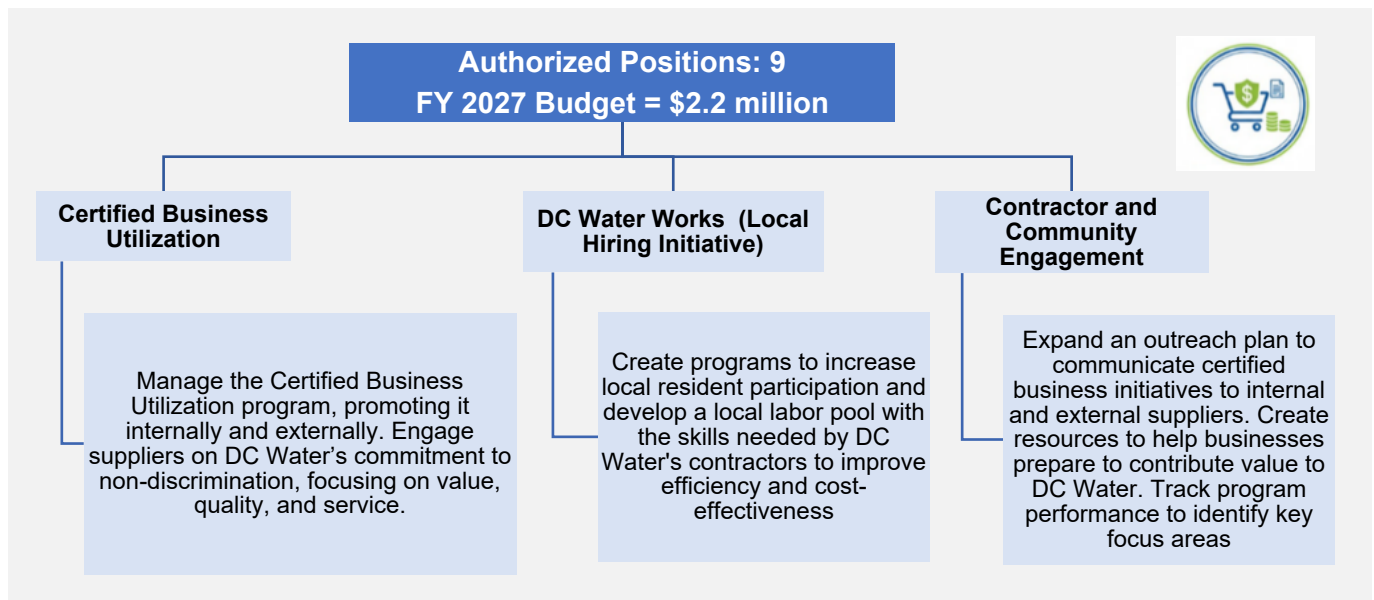 Authorized Positions: 9
FY 2027 Budget = $2.2 million
Certified Business
Utilization
Manage the Certified Business
Utilization program, promoting it
internally and externally. Engage
suppliers on DC Water’s commitment to
non-discrimination, focusing on value,
quality, and service.
DC Water Works  (Local
Hiring Initiative)
Create programs to increase
local resident participation and
develop a local labor pool with
the skills needed by DC
Water's contractors to improve
efficiency and cost-
effectiveness
Contractor and
Community
Engagement
Expand an outreach plan to
communicate certified
business initiatives to internal
and external suppliers. Create
resources to help businesses
prepare to contribute value to
DC Water. Track program
performance to identify key
focus areas